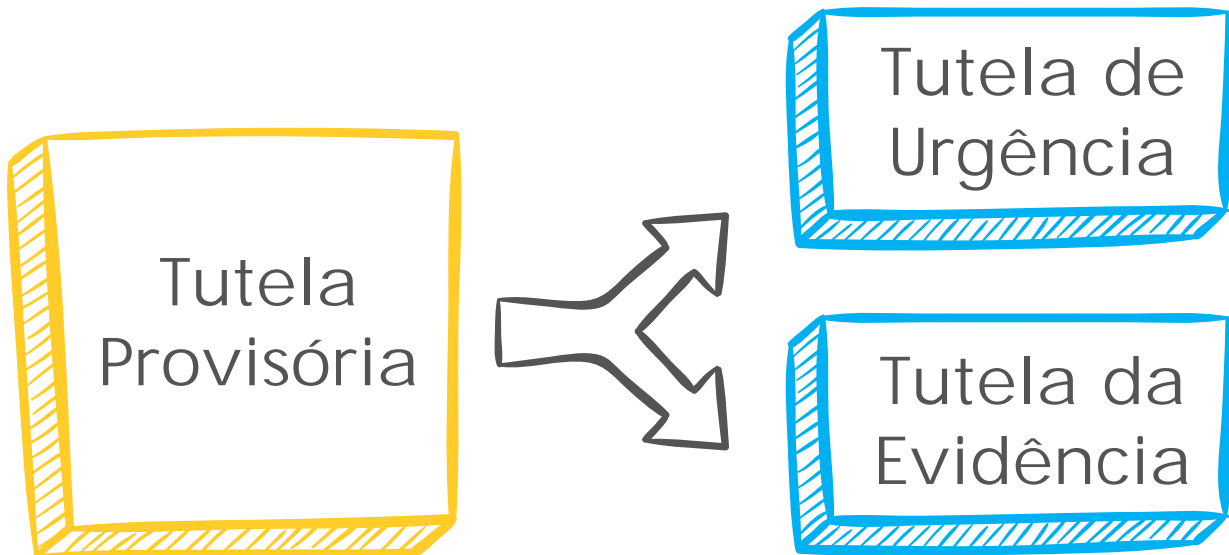 Tutela
Provisória
Tutela de
Urgência
Tutela da
Evidência